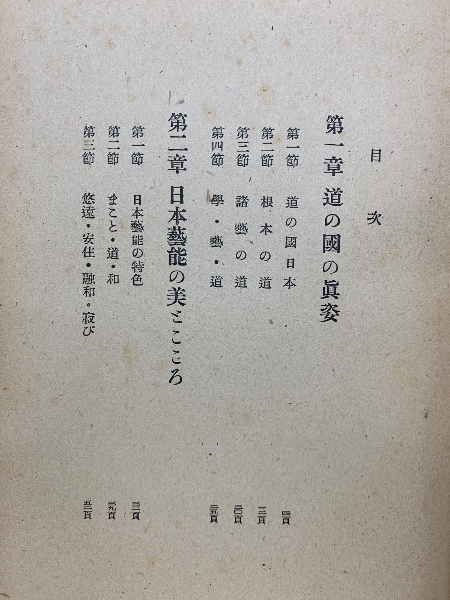 目次
第一章 道の國の眞姿
第一節 道の國日本
第二節 根本の道
第三節 諸藝の道
第四節 學・藝・道
第二章 日本藝能の美とこころ
第一節 日本藝能の特色
第二節 まこと・道・和
第三節 悠遠・安住・融和・寂び